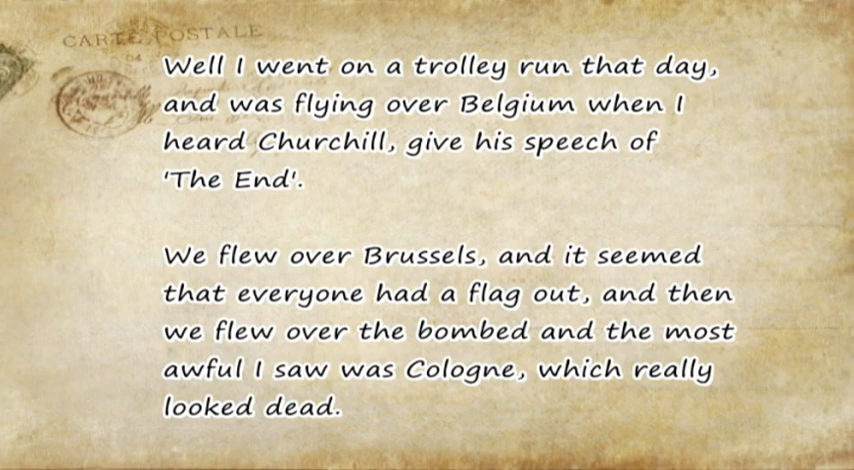 CARTE POSTALE
Well I went on a trolley run that day,
and was flying over Belgium when I
heard Churchill, give his speech of
'The End'.
We flew over Brussels, and it seemed
that everyone had a flag out, and then
we flew over the bombed and the most
awful I saw was Cologne, which really
looked dead.